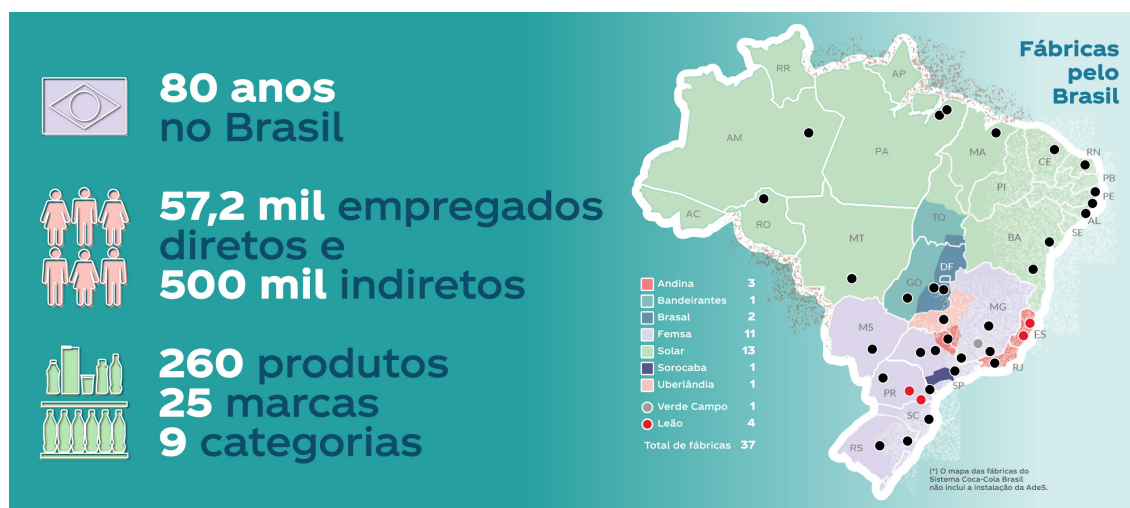 80 anos
no Brasil
57,2 mil empregados
diretos e
500 mil indiretos
260 produtos
25 marcas
9 categorias
Fábricas
pelo
Brasil
RR
AP
AM
PA
MA
CE
RN
PB
PE
AL
SE
PI
AC
RO
TO
BA
MT
DF
GO
MG
ES
MS
RJ
SP
PR
SC
RS
Andina 3
Bandeirantes 1
Brasal 2
Femsa 11
Solar 13
Sorocaba 1
Uberlândia 1
Verde Campo 1
Leão 4
Total de fábricas 37
(*) O mapa das fábricas do
Sistema Coca-Cola Brasil
não inclui a instalação da AdeS.